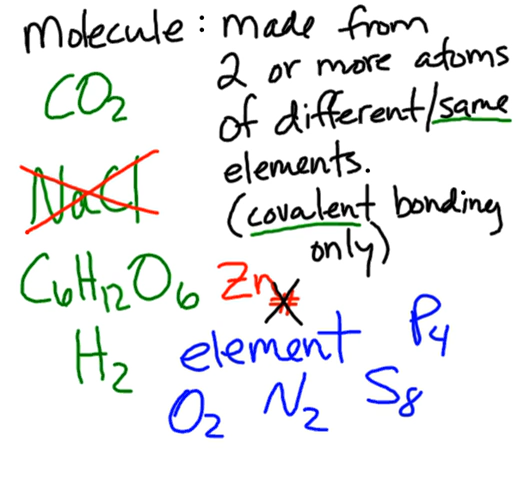 Molecule: made from
CO₂ 2 or more atoms
of different/same
NaCl elements.
(covalent bonding
only)
C₆H₁₂O₆ Zn
H₂ element P₄
O₂ N₂ S₈